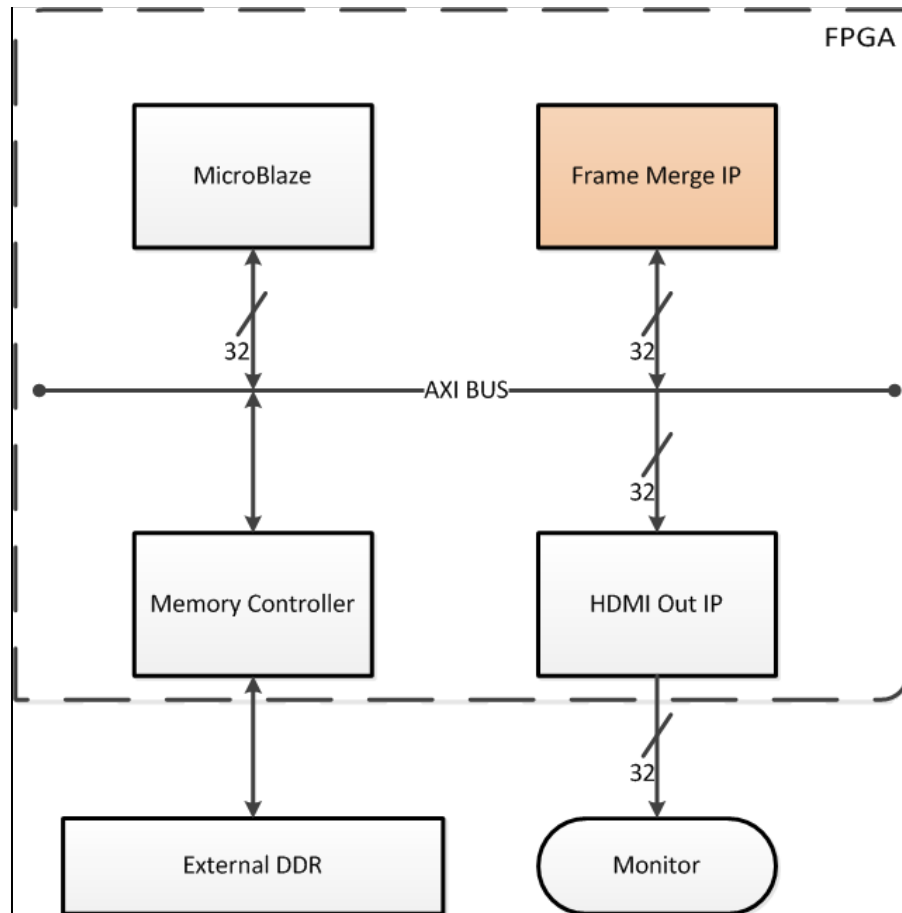 FPGA
MicroBlaze
Frame Merge IP
32
32
AXI BUS
32
Memory Controller
HDMI Out IP
32
External DDR
Monitor